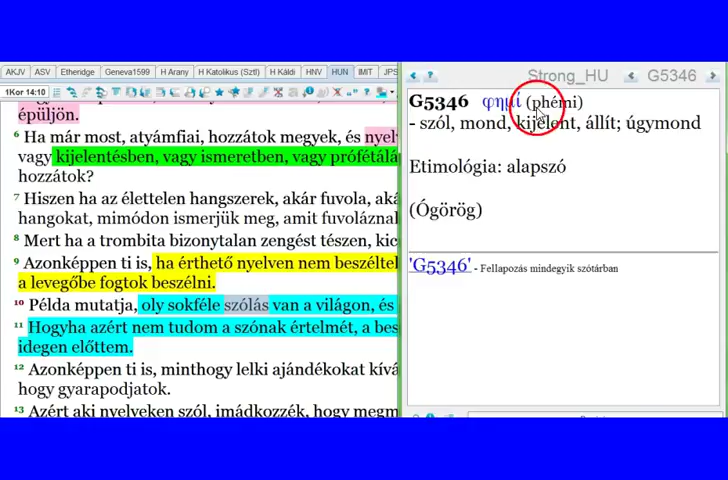 AKJV ASV Etheridge Geneva1599 H Arany H Katolikus (Sztl) H Káldi HNV HUN IMIT JPS
1Kor 14:10
épüljön.
6 Ha már most, atyámfiai, hozzátok megyek, és nyel
vagy kijelentésben, vagy ismeretben, vagy prófétálá
hozzátok?
7 Hiszen ha az élettelen hangszerek, akár fuvola, aká
hangokat, mimódon ismerjük meg, amit fuvoláznal
8 Mert ha a trombita bizonytalan zengést tészen, kic
9 Azonképpen ti is, ha érthető nyelven nem beszéltel
a levegőbe fogtok beszélni.
10 Példa mutatja, oly sokféle szólás van a világon, és
11 Hogyha azért nem tudom a szónak értelmét, a bes
idegen előttem.
12 Azonképpen ti is, minthogy lelki ajándékokat kívá
hogy gyarapodjatok.
13 Azért aki nyelveken szól, imádkozzék, hogy megm
Strong_HU G5346
G5346 φημί (phémi)
- szól, mond, kijelent, állít; úgymond
Etimológia: alapszó
(Ógörög)
'G5346' - Fellapozás mindegyik szótárban